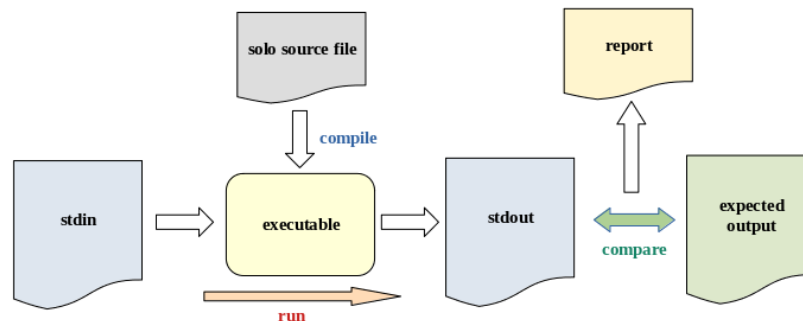 solo source file
report
compile
stdin
executable
stdout
expected
output
compare
run